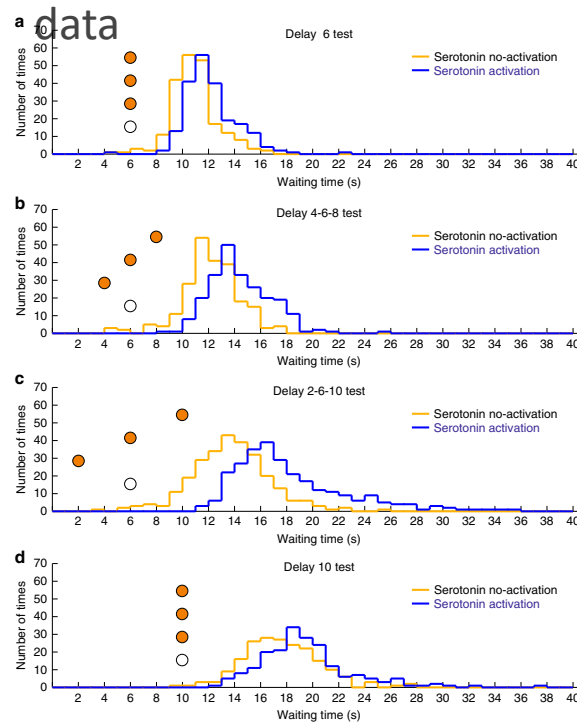 data
a
Delay 6 test
Serotonin no-activation
Serotonin activation
Number of times
70
60
50
40
30
20
10
0
2 4 6 8 10 12 14 16 18 20 22 24 26 28 30 32 34 36 38 40
Waiting time (s)
b
Delay 4-6-8 test
Serotonin no-activation
Serotonin activation
Number of times
70
60
50
40
30
20
10
0
2 4 6 8 10 12 14 16 18 20 22 24 26 28 30 32 34 36 38 40
Waiting time (s)
c
Delay 2-6-10 test
Serotonin no-activation
Serotonin activation
Number of times
70
60
50
40
30
20
10
0
2 4 6 8 10 12 14 16 18 20 22 24 26 28 30 32 34 36 38 40
Waiting time (s)
d
Delay 10 test
Serotonin no-activation
Serotonin activation
Number of times
70
60
50
40
30
20
10
0
2 4 6 8 10 12 14 16 18 20 22 24 26 28 30 32 34 36 38 40
Waiting time (s)